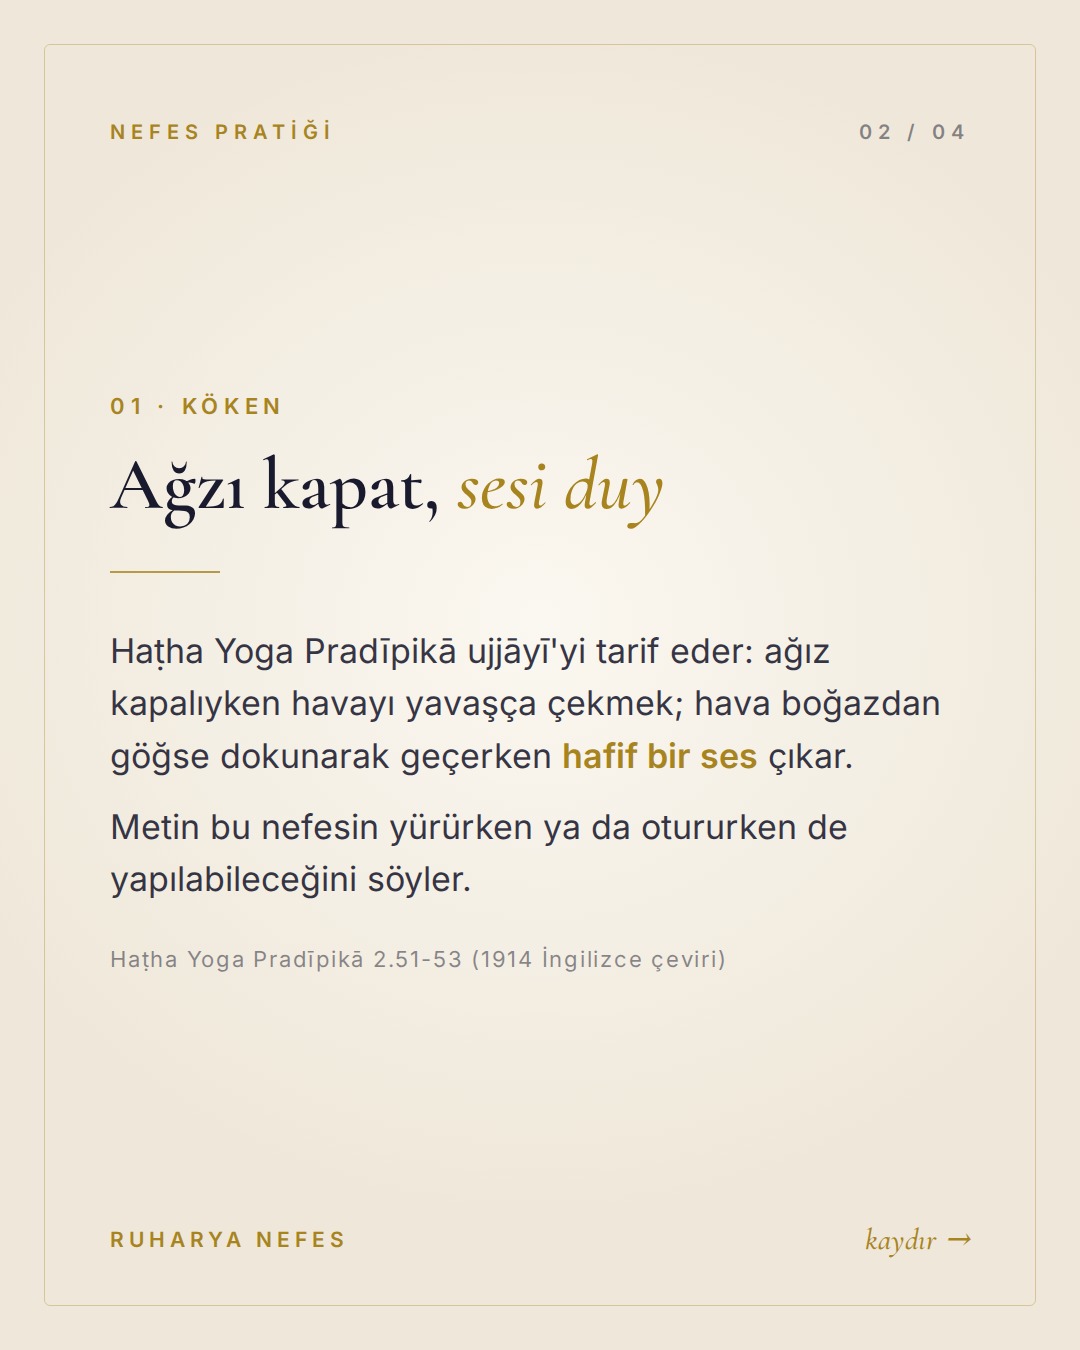 NEFES PRATİĞİ
02 / 04
01 · KÖKEN
Ağzı kapat, sesi duy
Haṭha Yoga Pradīpikā ujjāyī'yi tarif eder: ağız
kapalıyken havayı yavaşça çekmek; hava boğazdan
göğse dokunarak geçerken hafif bir ses çıkar.
Metin bu nefesin yürürken ya da otururken de
yapılabileceğini söyler.
Haṭha Yoga Pradīpikā 2.51-53 (1914 İngilizce çeviri)
RUHARYA NEFES
kaydır →